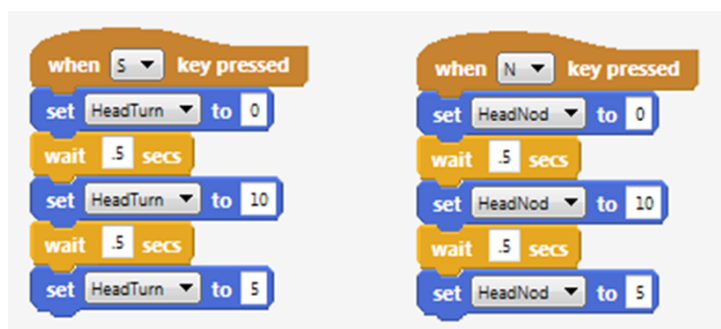 when S key pressed
set HeadTurn to 0
wait .5 secs
set HeadTurn to 10
wait .5 secs
set HeadTurn to 5
when N key pressed
set HeadNod to 0
wait .5 secs
set HeadNod to 10
wait .5 secs
set HeadNod to 5